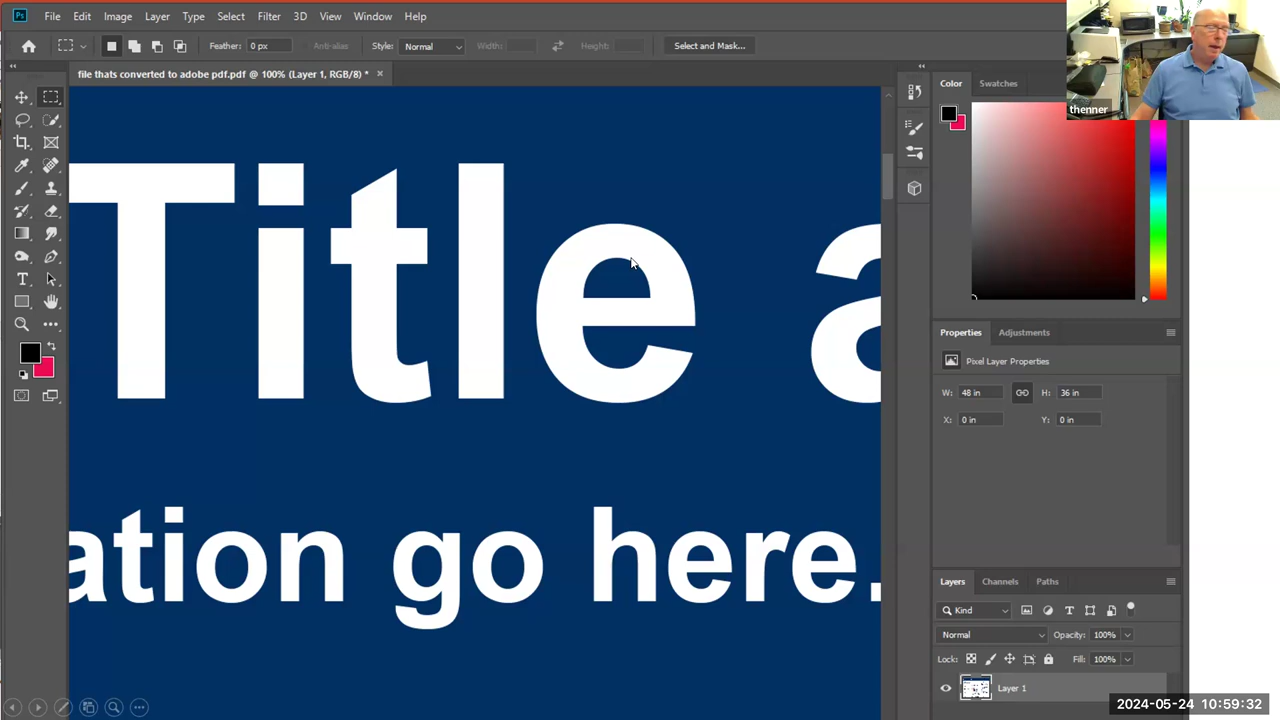 File Edit Image Layer Type Select Filter 3D View Window Help
Feather: 0 px Anti-alias Style: Normal Width: Height: Select and Mask...
file thats converted to adobe pdf.pdf @ 100% (Layer 1, RGB/8) *
Color Swatches
thenner
Title a
ation go here.
Properties Adjustments
Pixel Layer Properties
W: 48 in H: 36 in
X: 0 in Y: 0 in
Layers Channels Paths
Kind
Normal Opacity: 100%
Lock: Fill: 100%
Layer 1
2024-05-24 10:59:32